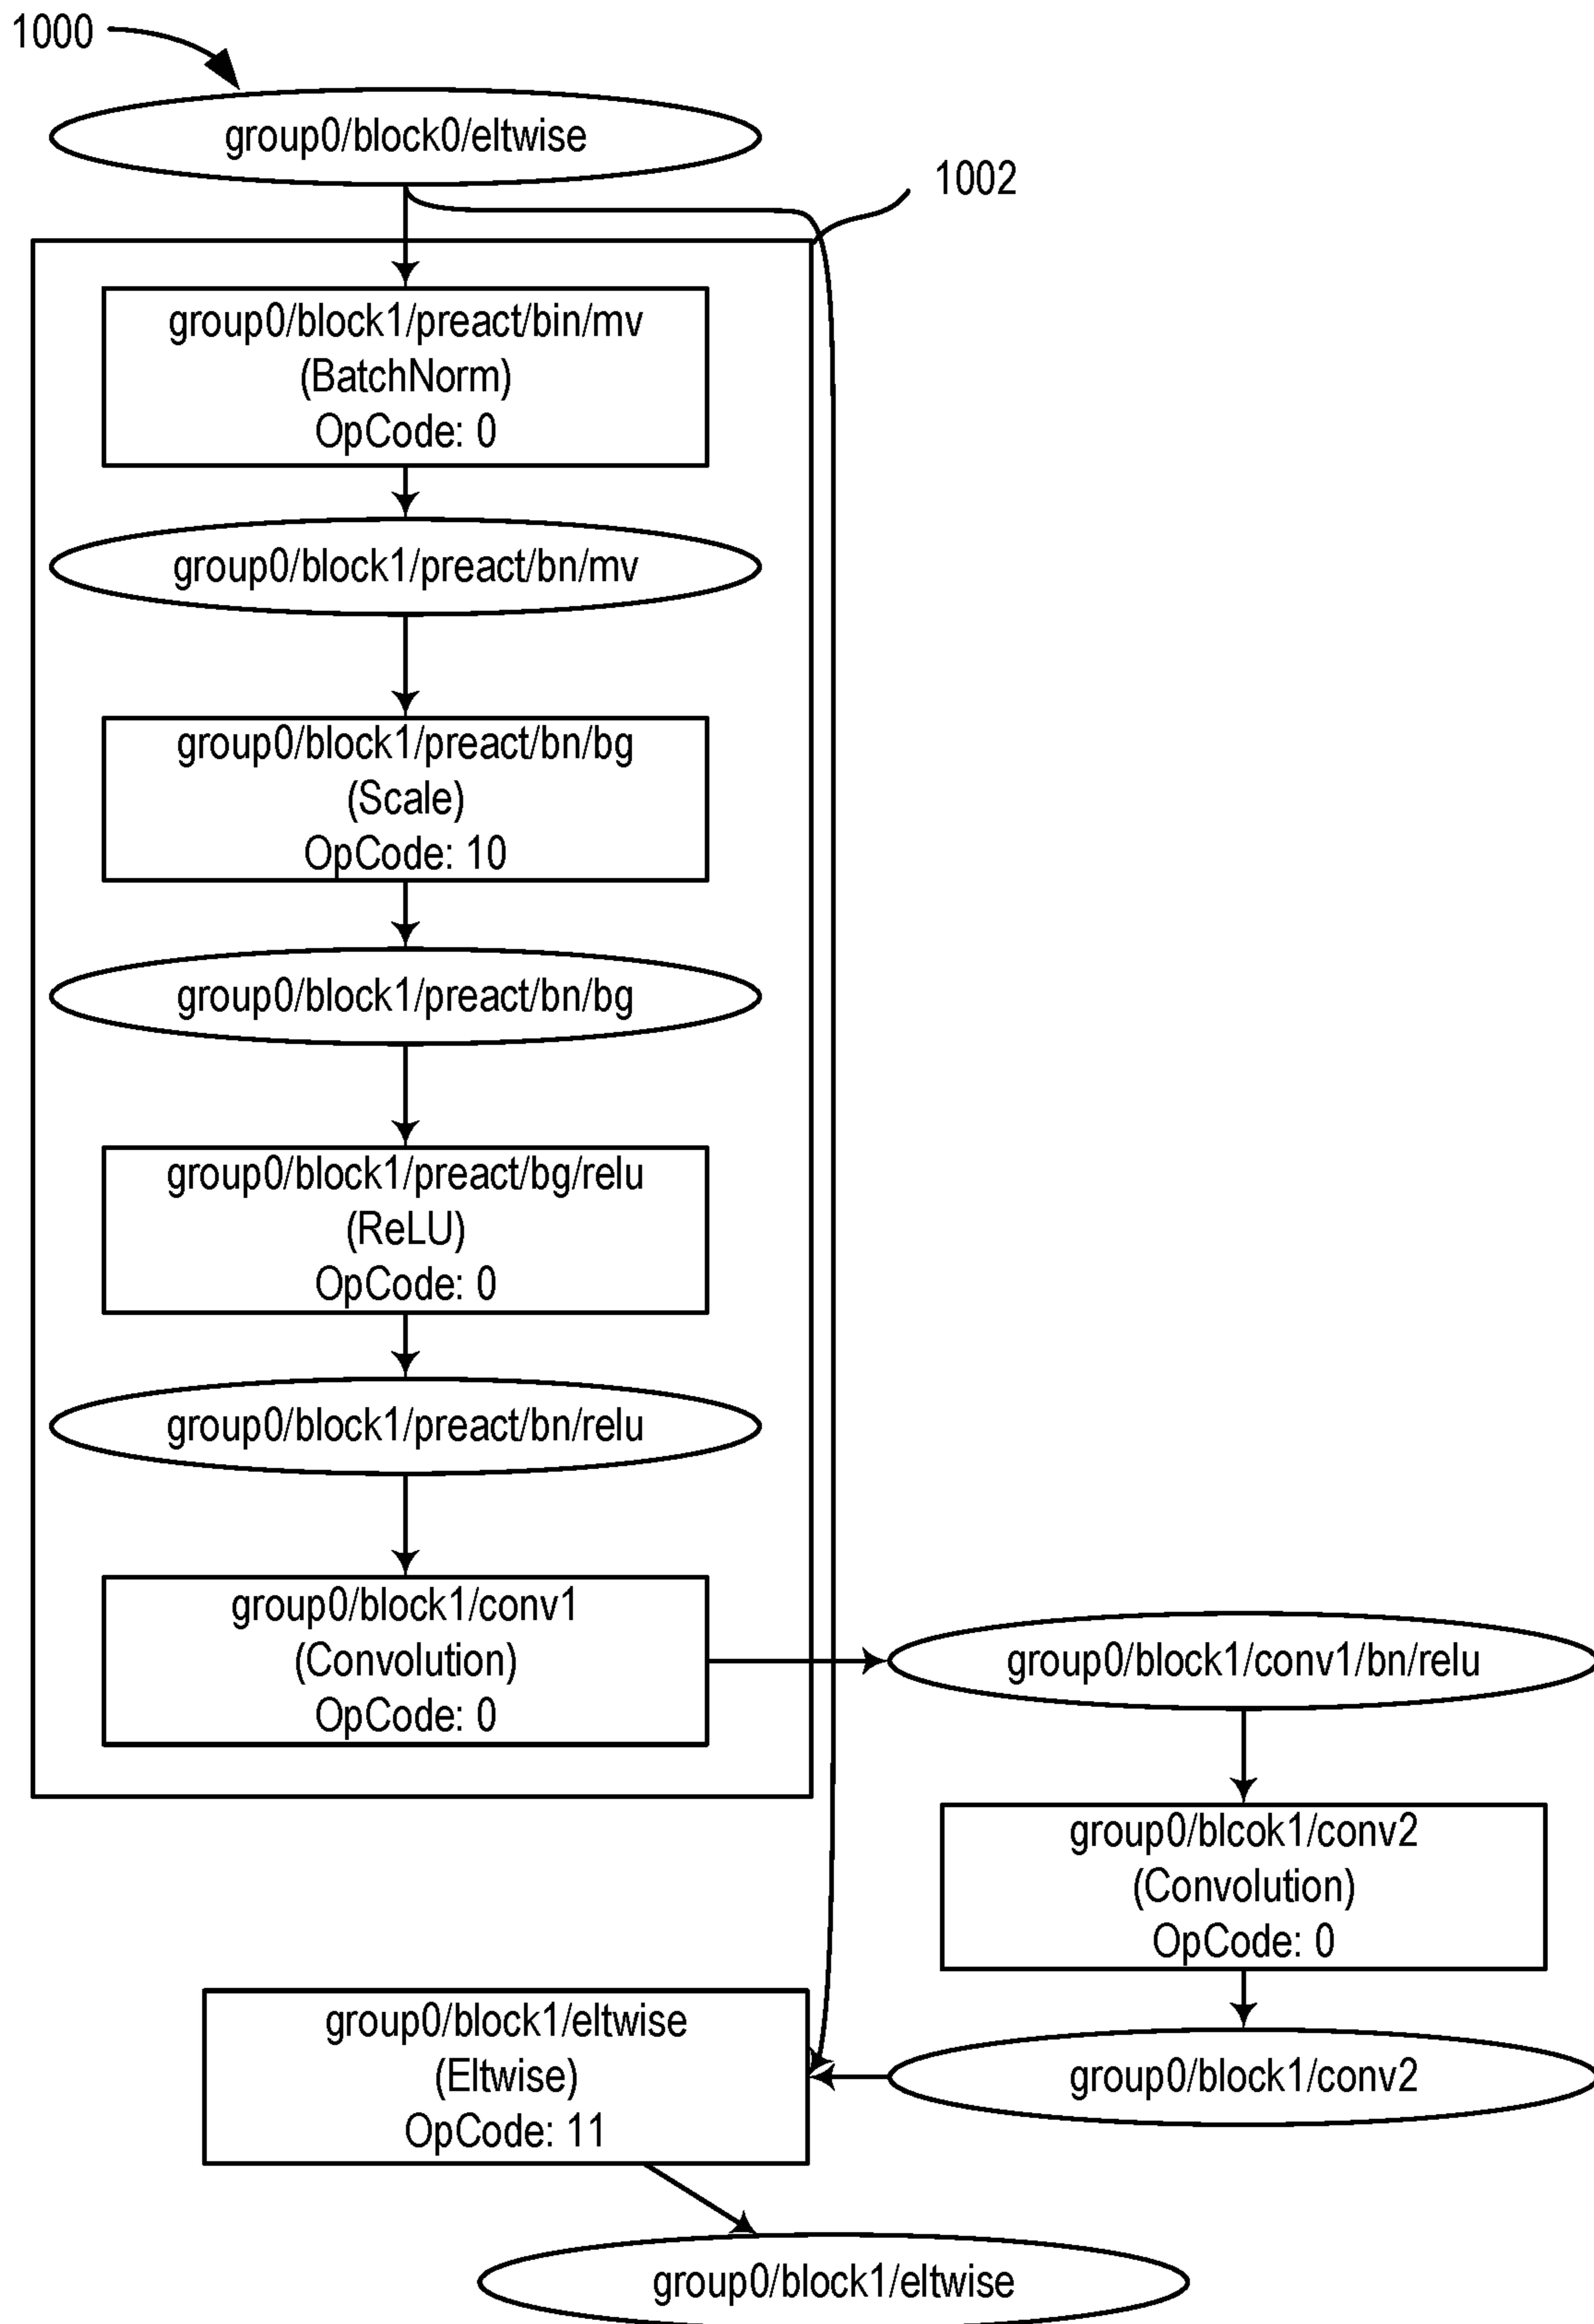 1000
group0/block0/eltwise
1002
group0/block1/preact/bin/mv
(BatchNorm)
OpCode: 0
group0/block1/preact/bn/mv
group0/block1/preact/bn/bg
(Scale)
OpCode: 10
group0/block1/preact/bn/bg
group0/block1/preact/bg/relu
(ReLU)
OpCode: 0
group0/block1/preact/bn/relu
group0/block1/conv1
(Convolution)
OpCode: 0
group0/block1/conv1/bn/relu
group0/blcok1/conv2
(Convolution)
OpCode: 0
group0/block1/conv2
group0/block1/eltwise
(Eltwise)
OpCode: 11
group0/block1/eltwise